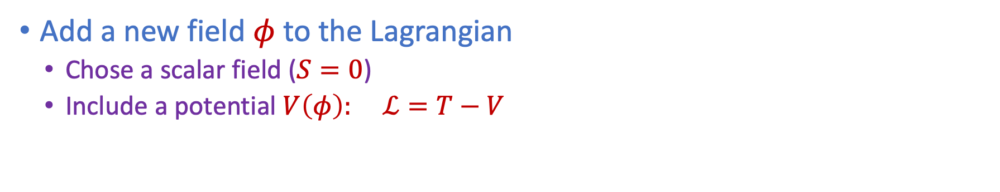 • Add a new field ϕ to the Lagrangian
• Chose a scalar field (S = 0)
• Include a potential V(ϕ): ℒ = T − V